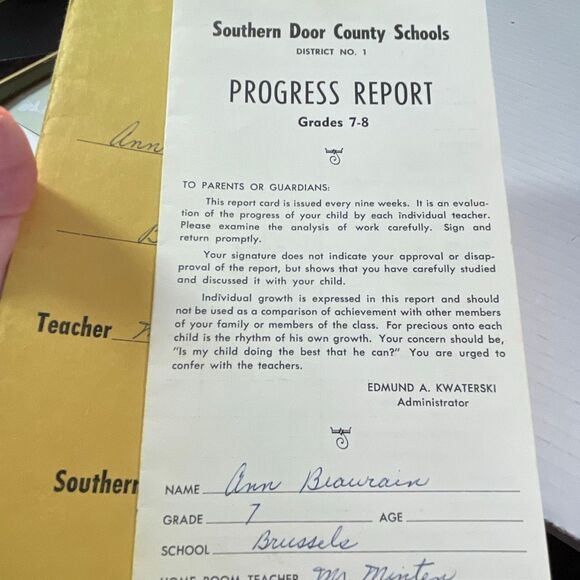 Southern Door County Schools
DISTRICT NO. 1
PROGRESS REPORT
Grades 7-8
TO PARENTS OR GUARDIANS:
This report card is issued every nine weeks. It is an evalua-
tion of the progress of your child by each individual teacher.
Please examine the analysis of work carefully. Sign and
return promptly.
Your signature does not indicate your approval or disap-
proval of the report, but shows that you have carefully studied
and discussed it with your child.
Individual growth is expressed in this report and should
not be used as a comparison of achievement with other members
of your family or members of the class. For precious onto each
child is the rhythm of his own growth. Your concern should be,
"Is my child doing the best that he can?" You are urged to
confer with the teachers.
EDMUND A. KWATERSKI
Administrator
NAME Ann Beaurain
GRADE 7 AGE
SCHOOL Brussels
HOME ROOM TEACHER Mr. Minten
Ann
B
Teacher
Southern